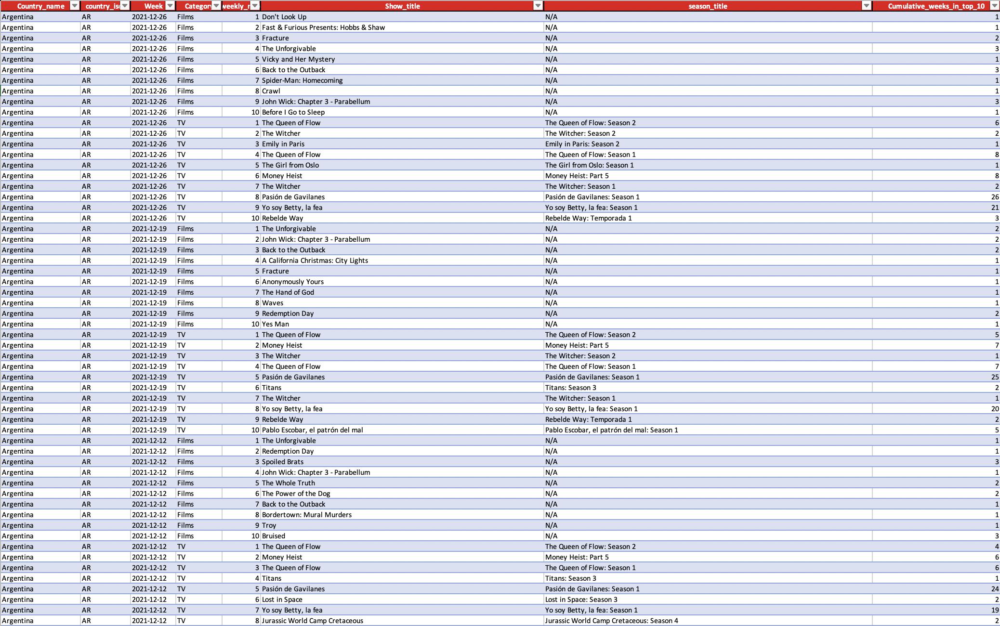 Country_name country_is Week Categor weekly_ Show_title season_title Cumulative_weeks_in_top_10
Argentina AR 2021-12-26 Films 1 Don't Look Up N/A 1
Argentina AR 2021-12-26 Films 2 Fast & Furious Presents: Hobbs & Shaw N/A 1
Argentina AR 2021-12-26 Films 3 Fracture N/A 2
Argentina AR 2021-12-26 Films 4 The Unforgivable N/A 3
Argentina AR 2021-12-26 Films 5 Vicky and Her Mystery N/A 1
Argentina AR 2021-12-26 Films 6 Back to the Outback N/A 3
Argentina AR 2021-12-26 Films 7 Spider-Man: Homecoming N/A 1
Argentina AR 2021-12-26 Films 8 Crawl N/A 1
Argentina AR 2021-12-26 Films 9 John Wick: Chapter 3 - Parabellum N/A 3
Argentina AR 2021-12-26 Films 10 Before I Go to Sleep N/A 1
Argentina AR 2021-12-26 TV 1 The Queen of Flow The Queen of Flow: Season 2 6
Argentina AR 2021-12-26 TV 2 The Witcher The Witcher: Season 2 2
Argentina AR 2021-12-26 TV 3 Emily in Paris Emily in Paris: Season 2 1
Argentina AR 2021-12-26 TV 4 The Queen of Flow The Queen of Flow: Season 1 8
Argentina AR 2021-12-26 TV 5 The Girl from Oslo The Girl from Oslo: Season 1 1
Argentina AR 2021-12-26 TV 6 Money Heist Money Heist: Part 5 8
Argentina AR 2021-12-26 TV 7 The Witcher The Witcher: Season 1 2
Argentina AR 2021-12-26 TV 8 Pasión de Gavilanes Pasión de Gavilanes: Season 1 26
Argentina AR 2021-12-26 TV 9 Yo soy Betty, la fea Yo soy Betty, la fea: Season 1 21
Argentina AR 2021-12-26 TV 10 Rebelde Way Rebelde Way: Temporada 1 3
Argentina AR 2021-12-19 Films 1 The Unforgivable N/A 2
Argentina AR 2021-12-19 Films 2 John Wick: Chapter 3 - Parabellum N/A 2
Argentina AR 2021-12-19 Films 3 Back to the Outback N/A 2
Argentina AR 2021-12-19 Films 4 A California Christmas: City Lights N/A 1
Argentina AR 2021-12-19 Films 5 Fracture N/A 1
Argentina AR 2021-12-19 Films 6 Anonymously Yours N/A 1
Argentina AR 2021-12-19 Films 7 The Hand of God N/A 1
Argentina AR 2021-12-19 Films 8 Waves N/A 1
Argentina AR 2021-12-19 Films 9 Redemption Day N/A 2
Argentina AR 2021-12-19 Films 10 Yes Man N/A 1
Argentina AR 2021-12-19 TV 1 The Queen of Flow The Queen of Flow: Season 2 5
Argentina AR 2021-12-19 TV 2 Money Heist Money Heist: Part 5 7
Argentina AR 2021-12-19 TV 3 The Witcher The Witcher: Season 2 1
Argentina AR 2021-12-19 TV 4 The Queen of Flow The Queen of Flow: Season 1 7
Argentina AR 2021-12-19 TV 5 Pasión de Gavilanes Pasión de Gavilanes: Season 1 25
Argentina AR 2021-12-19 TV 6 Titans Titans: Season 3 2
Argentina AR 2021-12-19 TV 7 The Witcher The Witcher: Season 1 1
Argentina AR 2021-12-19 TV 8 Yo soy Betty, la fea Yo soy Betty, la fea: Season 1 20
Argentina AR 2021-12-19 TV 9 Rebelde Way Rebelde Way: Temporada 1 2
Argentina AR 2021-12-19 TV 10 Pablo Escobar, el patrón del mal Pablo Escobar, el patrón del mal: Season 1 5
Argentina AR 2021-12-12 Films 1 The Unforgivable N/A 1
Argentina AR 2021-12-12 Films 2 Redemption Day N/A 1
Argentina AR 2021-12-12 Films 3 Spoiled Brats N/A 3
Argentina AR 2021-12-12 Films 4 John Wick: Chapter 3 - Parabellum N/A 1
Argentina AR 2021-12-12 Films 5 The Whole Truth N/A 2
Argentina AR 2021-12-12 Films 6 The Power of the Dog N/A 2
Argentina AR 2021-12-12 Films 7 Back to the Outback N/A 1
Argentina AR 2021-12-12 Films 8 Bordertown: Mural Murders N/A 1
Argentina AR 2021-12-12 Films 9 Troy N/A 1
Argentina AR 2021-12-12 Films 10 Bruised N/A 3
Argentina AR 2021-12-12 TV 1 The Queen of Flow The Queen of Flow: Season 2 4
Argentina AR 2021-12-12 TV 2 Money Heist Money Heist: Part 5 6
Argentina AR 2021-12-12 TV 3 The Queen of Flow The Queen of Flow: Season 1 6
Argentina AR 2021-12-12 TV 4 Titans Titans: Season 3 1
Argentina AR 2021-12-12 TV 5 Pasión de Gavilanes Pasión de Gavilanes: Season 1 24
Argentina AR 2021-12-12 TV 6 Lost in Space Lost in Space: Season 3 2
Argentina AR 2021-12-12 TV 7 Yo soy Betty, la fea Yo soy Betty, la fea: Season 1 19
Argentina AR 2021-12-12 TV 8 Jurassic World Camp Cretaceous Jurassic World Camp Cretaceous: Season 4 2